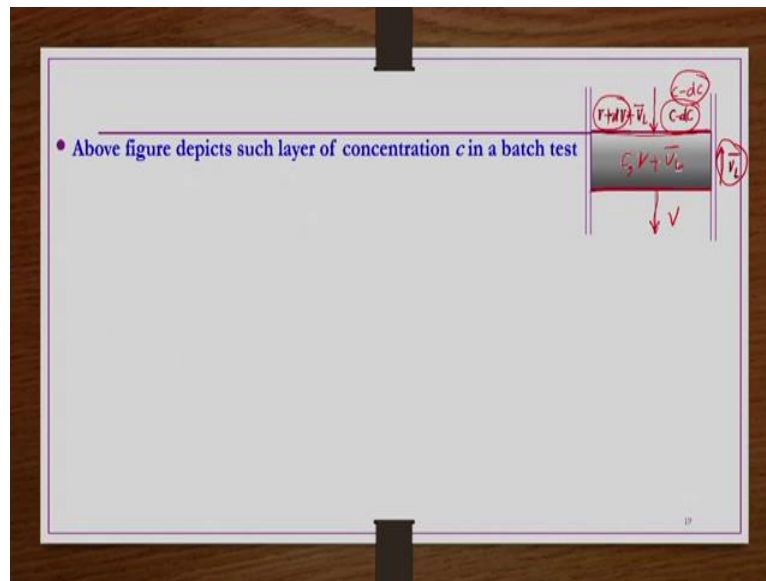 c-dc
v+dv+v̄L c-dc
• Above figure depicts such layer of concentration c in a batch test
c, v+v̄L
v̄L
V
19